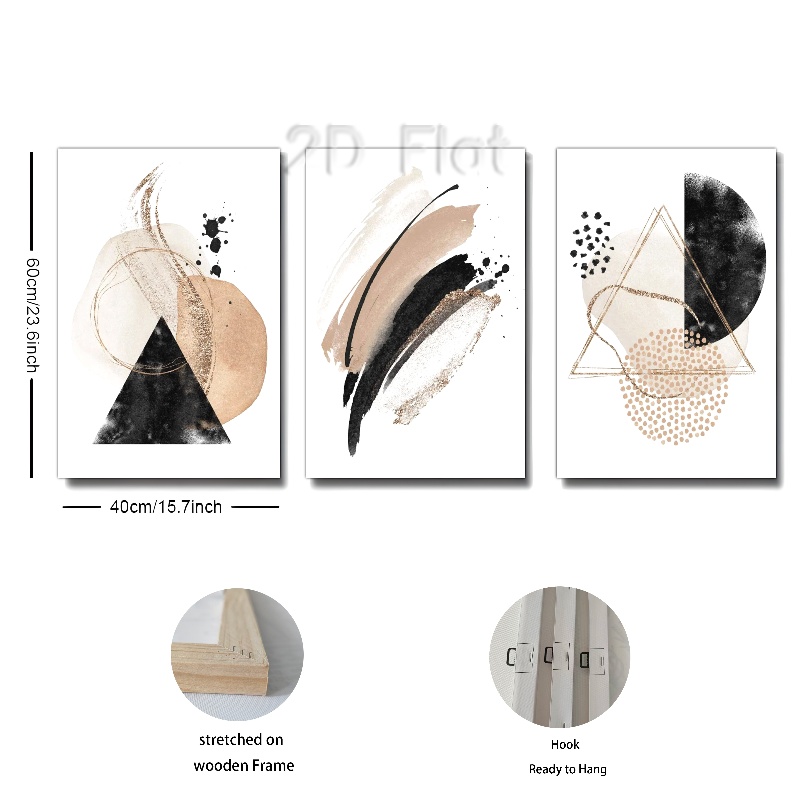 2D Flat
60cm/23.6inch
40cm/15.7inch
stretched on
wooden Frame
Hook
Ready to Hang